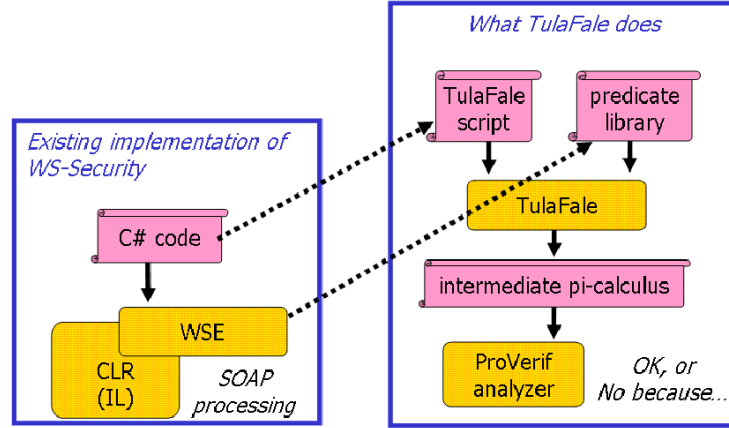 What TulaFale does
TulaFale
script
predicate
library
Existing implementation of
WS-Security
TulaFale
C# code
intermediate pi-calculus
WSE
CLR
(IL)
SOAP
processing
ProVerif
analyzer
OK, or
No because...